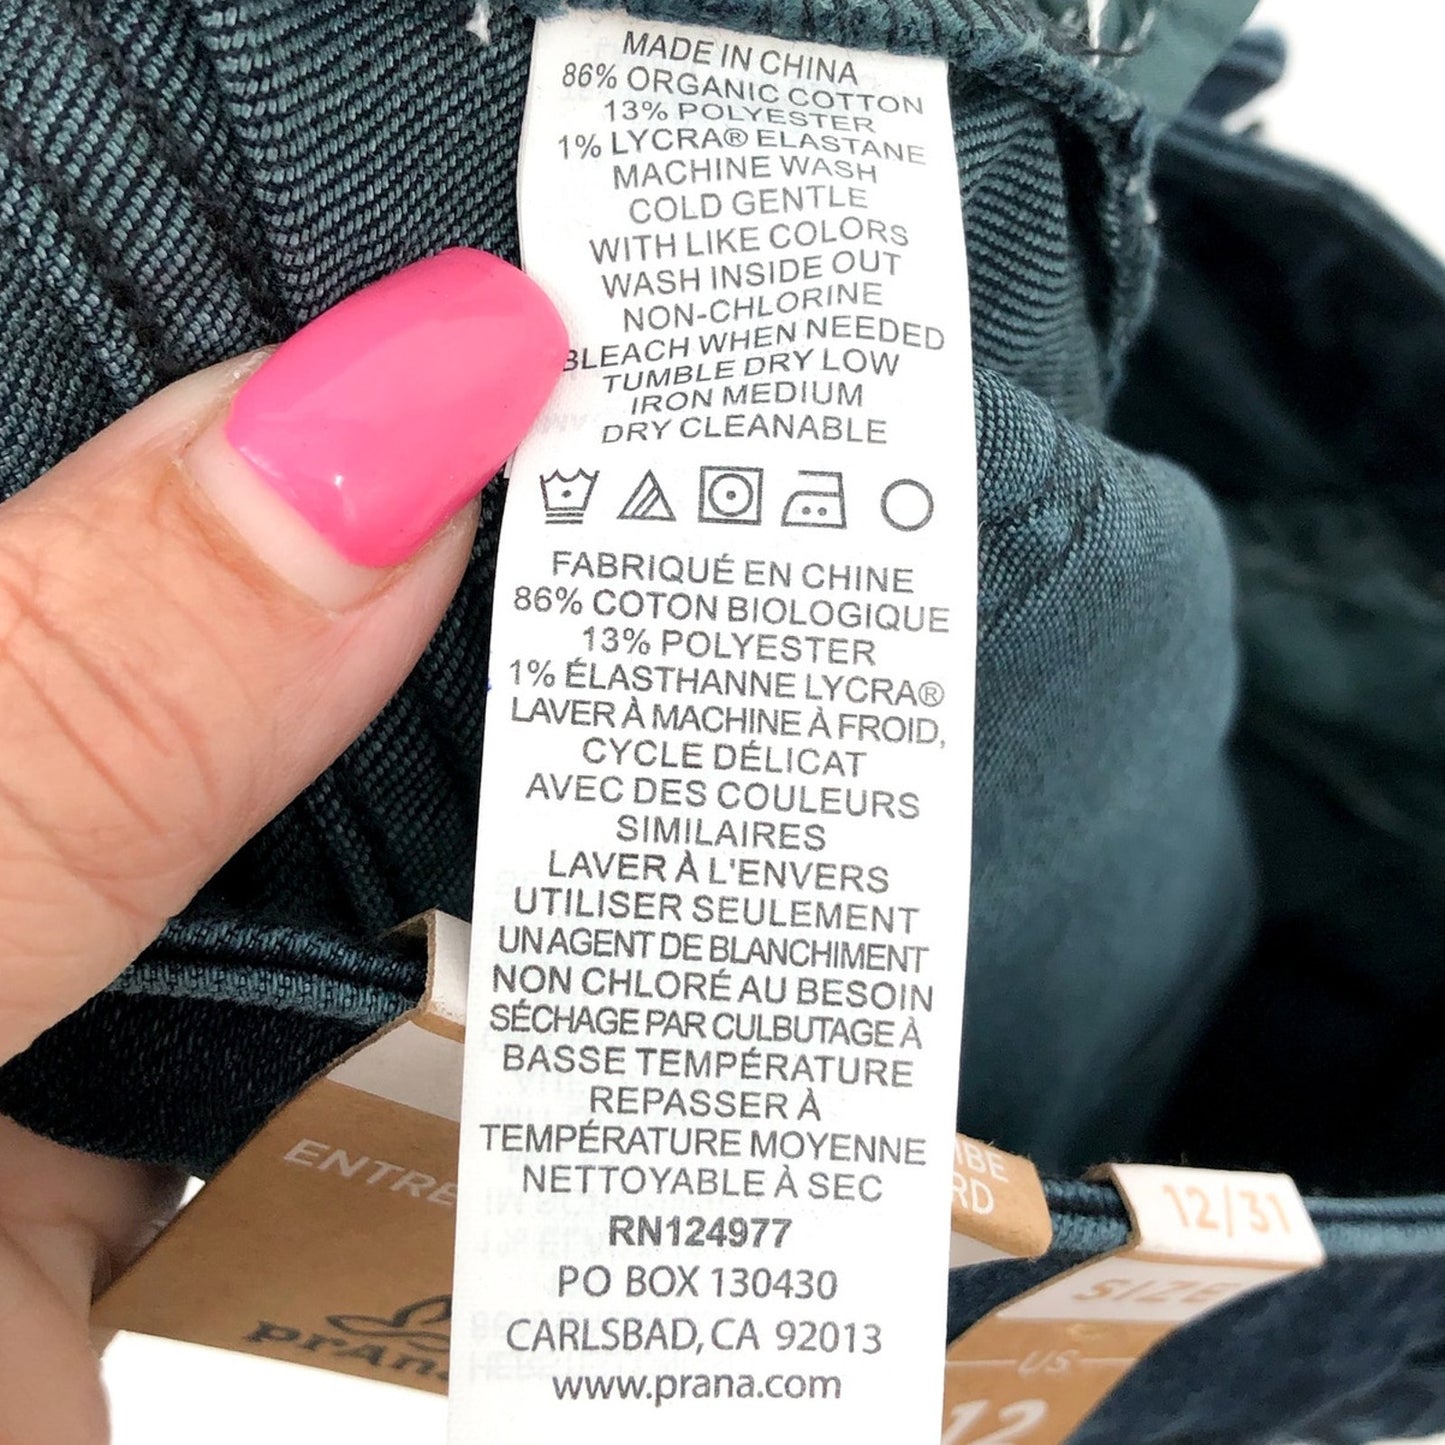 MADE IN CHINA
86% ORGANIC COTTON
13% POLYESTER
1% LYCRA® ELASTANE
MACHINE WASH
COLD GENTLE
WITH LIKE COLORS
WASH INSIDE OUT
NON-CHLORINE
BLEACH WHEN NEEDED
TUMBLE DRY LOW
IRON MEDIUM
DRY CLEANABLE
FABRIQUÉ EN CHINE
86% COTON BIOLOGIQUE
13% POLYESTER
1% ÉLASTHANNE LYCRA®
LAVER À MACHINE À FROID,
CYCLE DÉLICAT
AVEC DES COULEURS
SIMILAIRES
LAVER À L'ENVERS
UTILISER SEULEMENT
UN AGENT DE BLANCHIMENT
NON CHLORÉ AU BESOIN
SÉCHAGE PAR CULBUTAGE À
BASSE TEMPÉRATURE
REPASSER À
TEMPÉRATURE MOYENNE
NETTOYABLE À SEC
RN124977
PO BOX 130430
CARLSBAD, CA 92013
www.prana.com
ENTRE
prana
12/31
SIZE
US
12